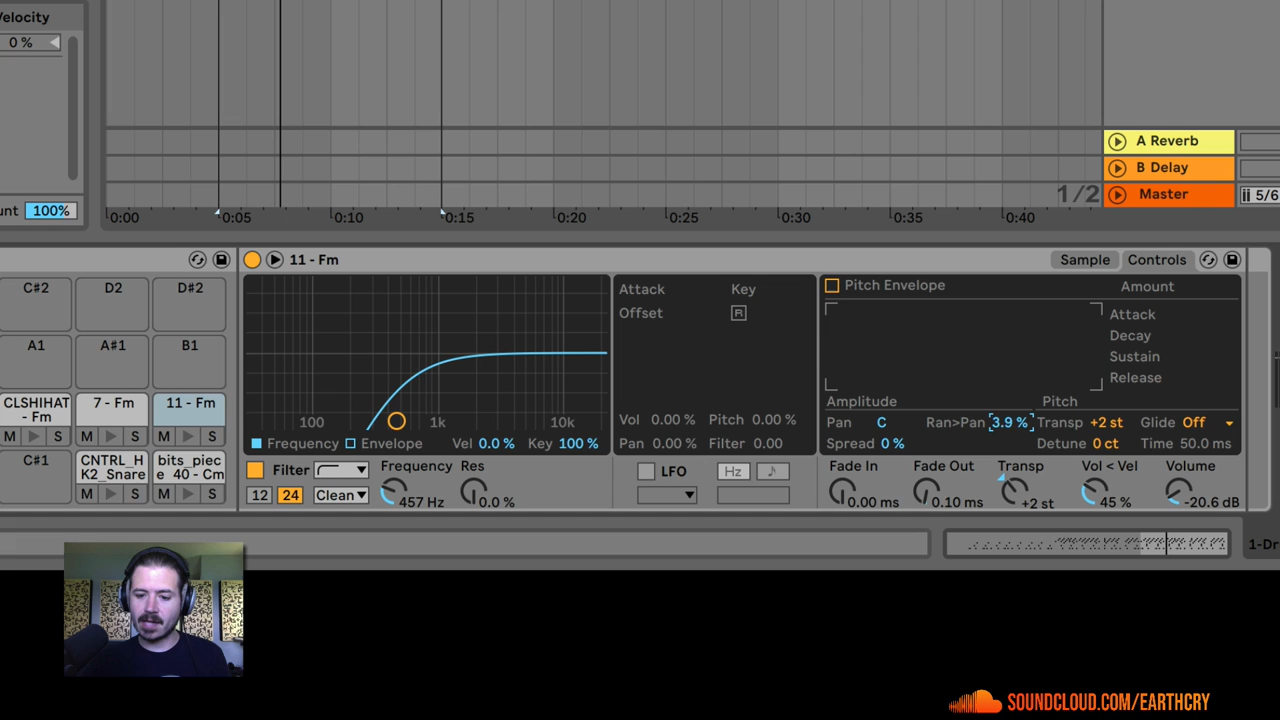 Velocity
0 %
A Reverb
B Delay
1/2
Master
5/6
unt 100%
0:00 0:05 0:10 0:15 0:20 0:25 0:30 0:35 0:40
11 - Fm
Sample Controls
C#2 D2 D#2
Attack Key
Offset R
Pitch Envelope Amount
Attack
Decay
Sustain
Release
A1 A#1 B1
CLSHIHAT - Fm
7 - Fm
11 - Fm
M S M S M S
100 1k 10k
Vol 0.00 % Pitch 0.00 %
Pan 0.00 % Filter 0.00
Frequency Envelope Vel 0.0 % Key 100 %
Amplitude Pitch
Pan C Ran>Pan 3.9 % Transp +2 st Glide Off
Spread 0 % Detune 0 ct Time 50.0 ms
C#1
CNTRL_H
K2_Snare
bits_piec
e 40 - Cm
M S M S
Filter Frequency Res
12 24 Clean 457 Hz 0.0 %
LFO Hz
Fade In Fade Out Transp Vol < Vel Volume
0.00 ms 0.10 ms +2 st 45 % -20.6 dB
1-Dr
SOUNDCLOUD.COM/EARTHCRY